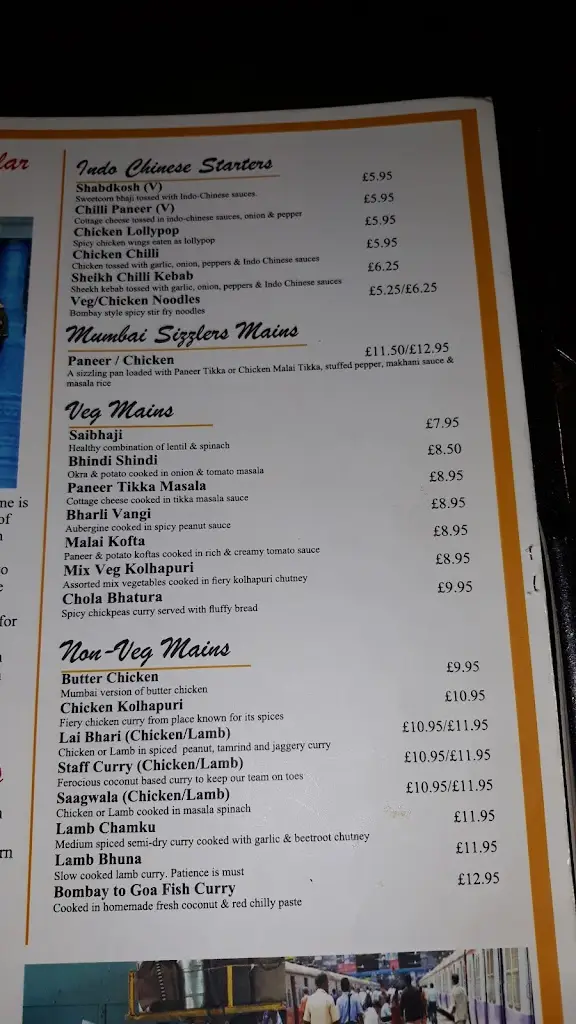 lar
ne is
of
for
rn
Indo Chinese Starters
Shabdkosh (V) £5.95
Sweetcorn bhaji tossed with Indo-Chinese sauces.
Chilli Paneer (V) £5.95
Cottage cheese tossed in indo-chinese sauces, onion & pepper
Chicken Lollypop £5.95
Spicy chicken wings eaten as lollypop
Chicken Chilli £5.95
Chicken tossed with garlic, onion, peppers & Indo Chinese sauces
Sheikh Chilli Kebab £6.25
Sheekh kebab tossed with garlic, onion, peppers & Indo Chinese sauces
Veg/Chicken Noodles £5.25/£6.25
Bombay style spicy stir fry noodles
Mumbai Sizzlers Mains
Paneer / Chicken £11.50/£12.95
A sizzling pan loaded with Paneer Tikka or Chicken Malai Tikka, stuffed pepper, makhani sauce &
masala rice
Veg Mains
Saibhaji £7.95
Healthy combination of lentil & spinach
Bhindi Shindi £8.50
Okra & potato cooked in onion & tomato masala
Paneer Tikka Masala £8.95
Cottage cheese cooked in tikka masala sauce
Bharli Vangi £8.95
Aubergine cooked in spicy peanut sauce
Malai Kofta £8.95
Paneer & potato koftas cooked in rich & creamy tomato sauce
Mix Veg Kolhapuri £8.95
Assorted mix vegetables cooked in fiery kolhapuri chutney
Chola Bhatura £9.95
Spicy chickpeas curry served with fluffy bread
Non-Veg Mains
Butter Chicken £9.95
Mumbai version of butter chicken
Chicken Kolhapuri £10.95
Fiery chicken curry from place known for its spices
Lai Bhari (Chicken/Lamb) £10.95/£11.95
Chicken or Lamb in spiced peanut, tamrind and jaggery curry
Staff Curry (Chicken/Lamb) £10.95/£11.95
Ferocious coconut based curry to keep our team on toes
Saagwala (Chicken/Lamb) £10.95/£11.95
Chicken or Lamb cooked in masala spinach
Lamb Chamku £11.95
Medium spiced semi-dry curry cooked with garlic & beetroot chutney
Lamb Bhuna £11.95
Slow cooked lamb curry. Patience is must
Bombay to Goa Fish Curry £12.95
Cooked in homemade fresh coconut & red chilly paste